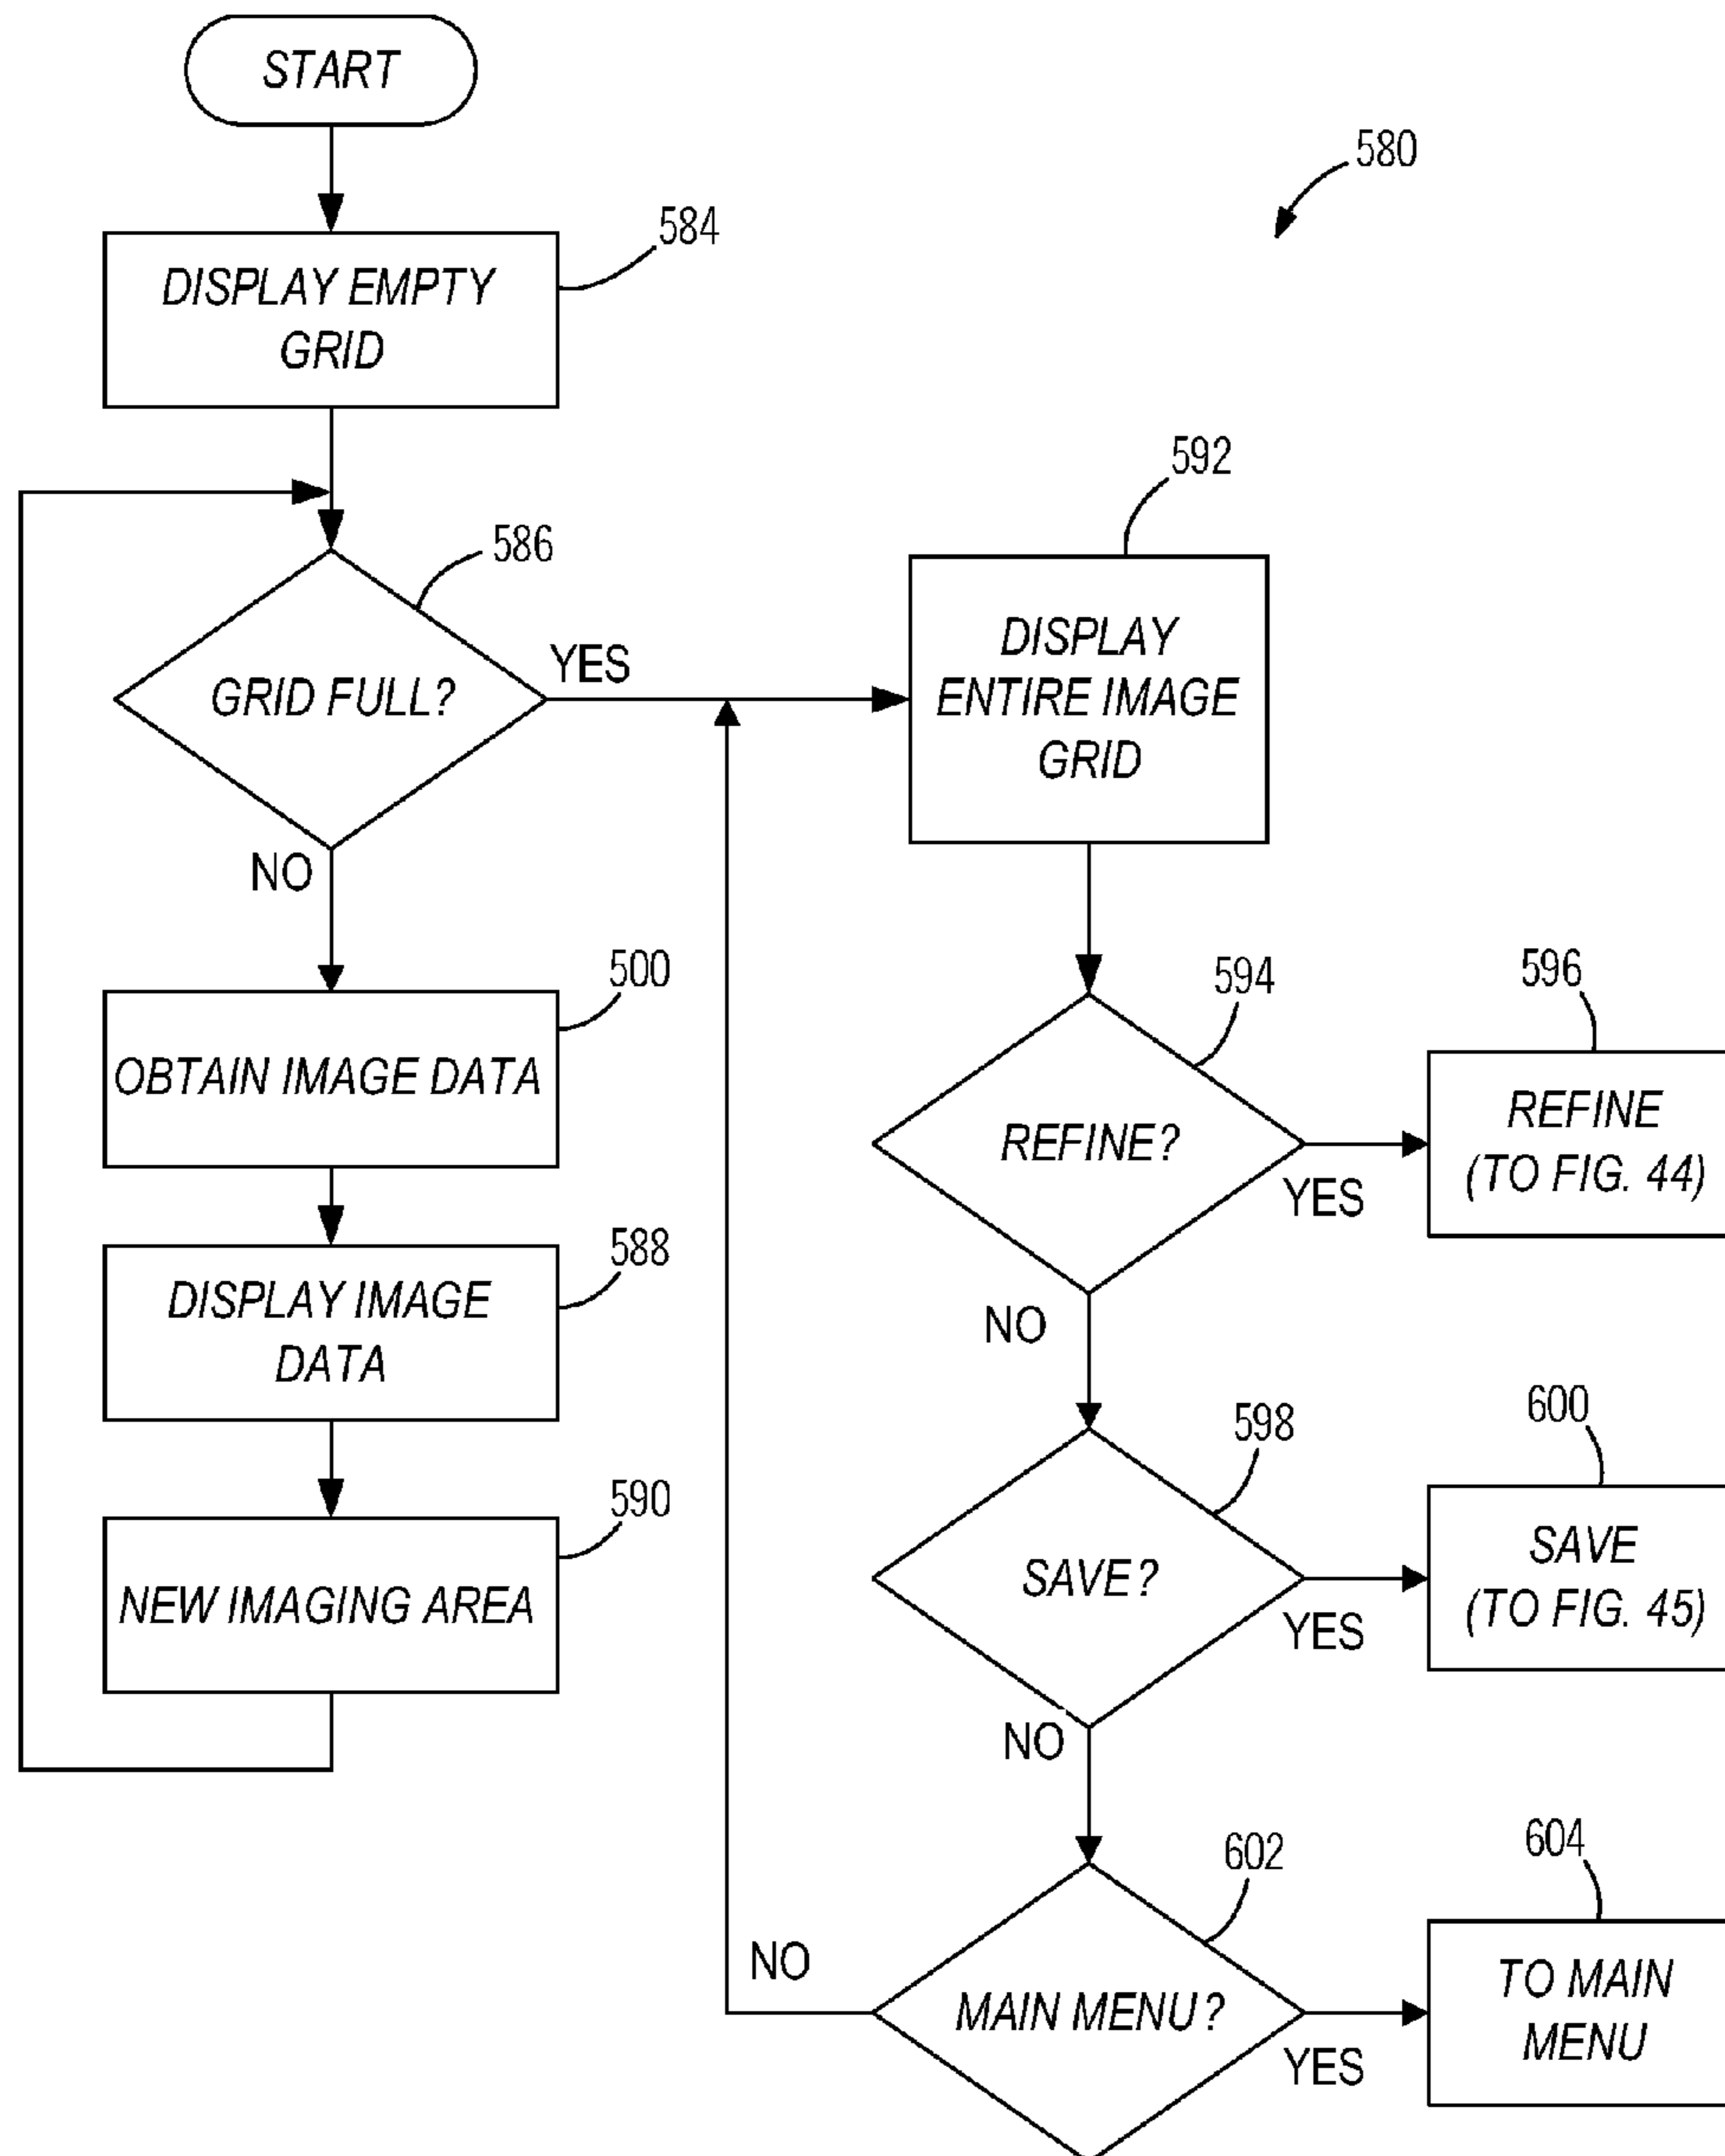 START
580
584
DISPLAY EMPTY
GRID
586
GRID FULL?
YES
NO
500
OBTAIN IMAGE DATA
588
DISPLAY IMAGE
DATA
590
NEW IMAGING AREA
592
DISPLAY
ENTIRE IMAGE
GRID
594
REFINE?
YES
NO
596
REFINE
(TO FIG. 44)
598
SAVE?
YES
NO
600
SAVE
(TO FIG. 45)
602
MAIN MENU?
NO
YES
604
TO MAIN
MENU